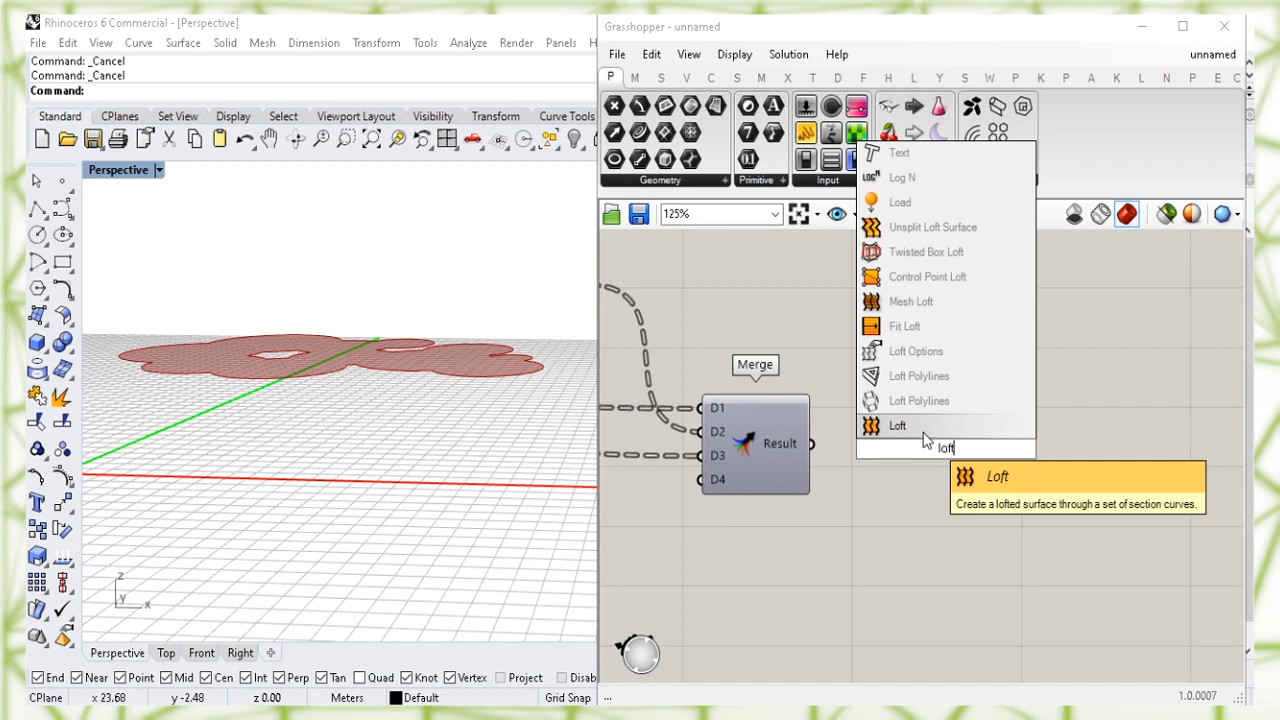 Rhinoceros 6 Commercial - [Perspective]
File Edit View Curve Surface Solid Mesh Dimension Transform Tools Analyze Render Panels H
Command: _Cancel
Command: _Cancel
Command:
Standard CPlanes Set View Display Select Viewport Layout Visibility Transform Curve Tools
Perspective
z
y
x
Perspective Top Front Right
End Near Point Mid Cen Int Perp Tan Quad Knot Vertex Project Disab
CPlane x 23.68 y -2.48 z 0.00 Meters Default Grid Snap
Grasshopper - unnamed
File Edit View Display Solution Help unnamed
P M S V C S V M X T D F H L Y S W P K P A K L N P E C
Geometry Primitive Input
125%
Text
LOGN Log N
Load
Unsplit Loft Surface
Twisted Box Loft
Control Point Loft
Mesh Loft
Fit Loft
Loft Options
Loft Polylines
Loft Polylines
Loft
loft
Loft
Create a lofted surface through a set of section curves.
Merge
D1
D2
D3
D4
Result
...
1.0.0007